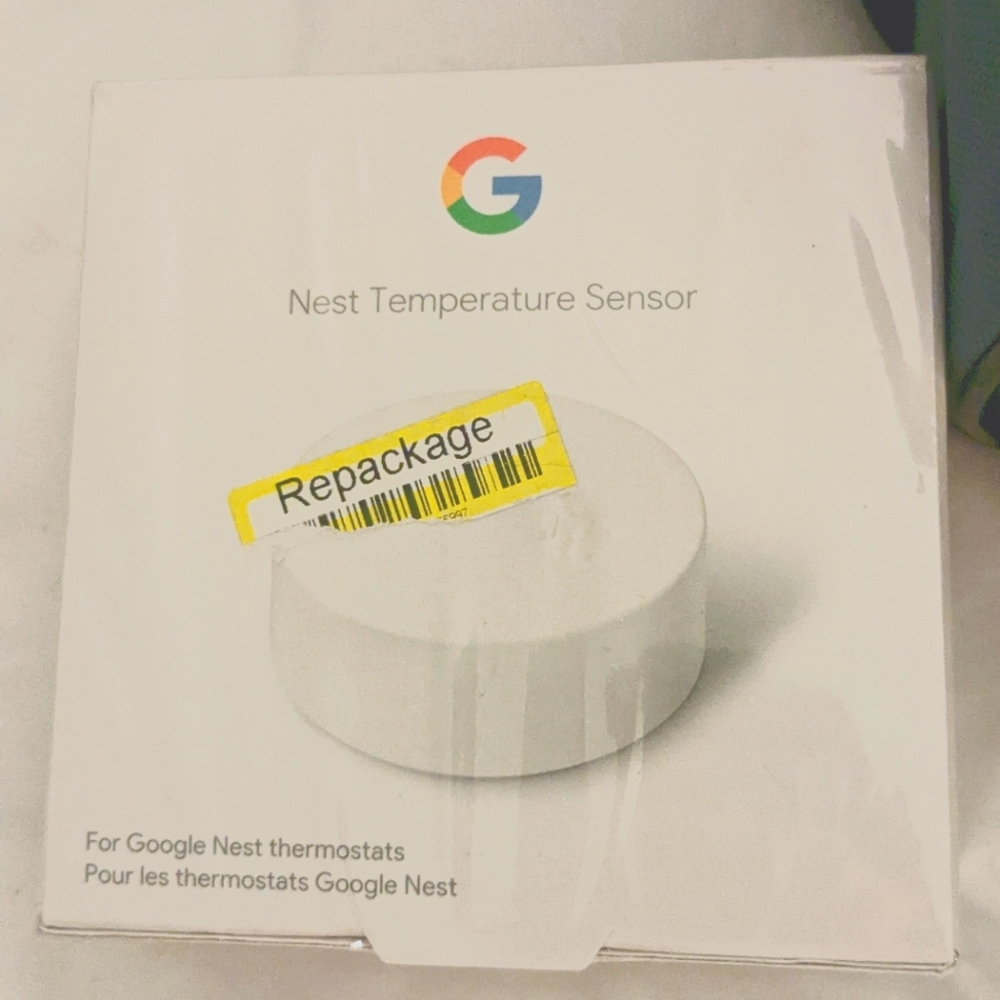 Nest Temperature Sensor
Repackage
For Google Nest thermostats
Pour les thermostats Google Nest